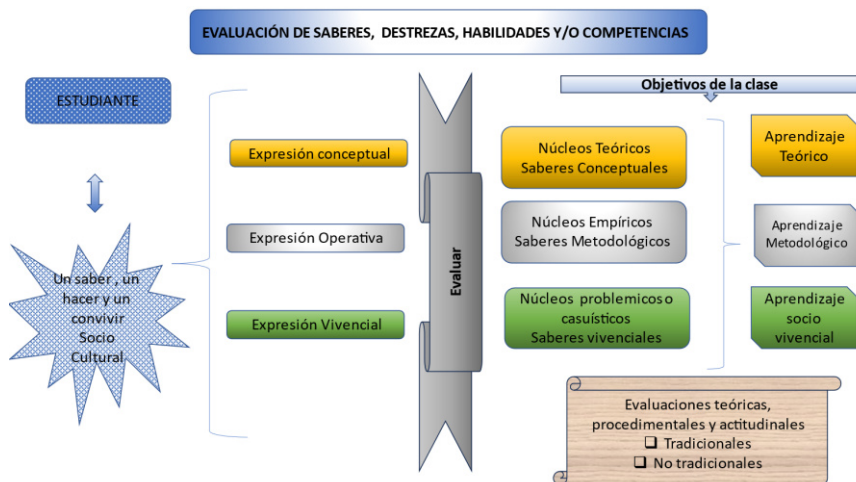 EVALUACIÓN DE SABERES, DESTREZAS, HABILIDADES Y/O COMPETENCIAS
ESTUDIANTE
Un saber , un
hacer y un
convivir
Socio
Cultural
Expresión conceptual
Expresión Operativa
Expresión Vivencial
Evaluar
Objetivos de la clase
Núcleos Teóricos
Saberes Conceptuales
Núcleos Empíricos
Saberes Metodológicos
Núcleos problemicos o
casuísticos
Saberes vivenciales
Aprendizaje
Teórico
Aprendizaje
Metodológico
Aprendizaje
socio
vivencial
Evaluaciones teóricas,
procedimentales y actitudinales
❑ Tradicionales
❑ No tradicionales